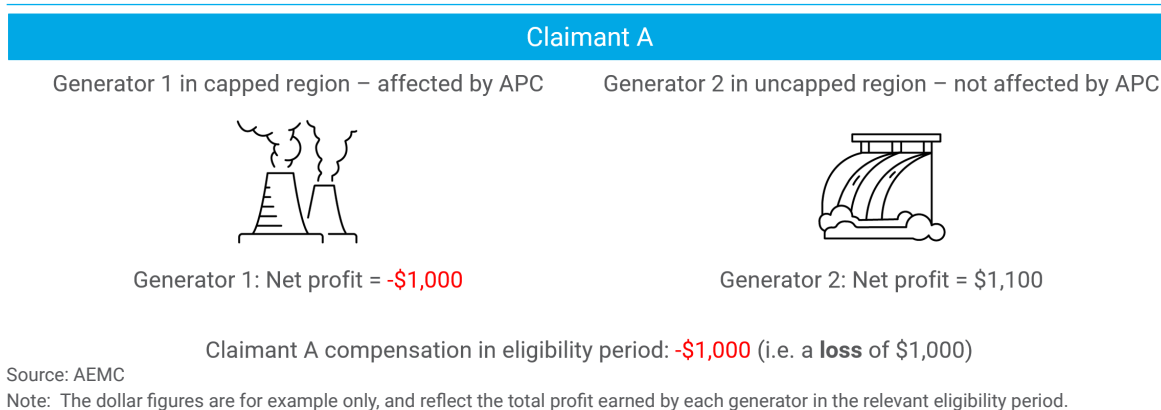 Claimant A
Generator 1 in capped region – affected by APC
Generator 2 in uncapped region – not affected by APC
Generator 1: Net profit = -$1,000
Generator 2: Net profit = $1,100
Claimant A compensation in eligibility period: -$1,000 (i.e. a loss of $1,000)
Source: AEMC
Note: The dollar figures are for example only, and reflect the total profit earned by each generator in the relevant eligibility period.